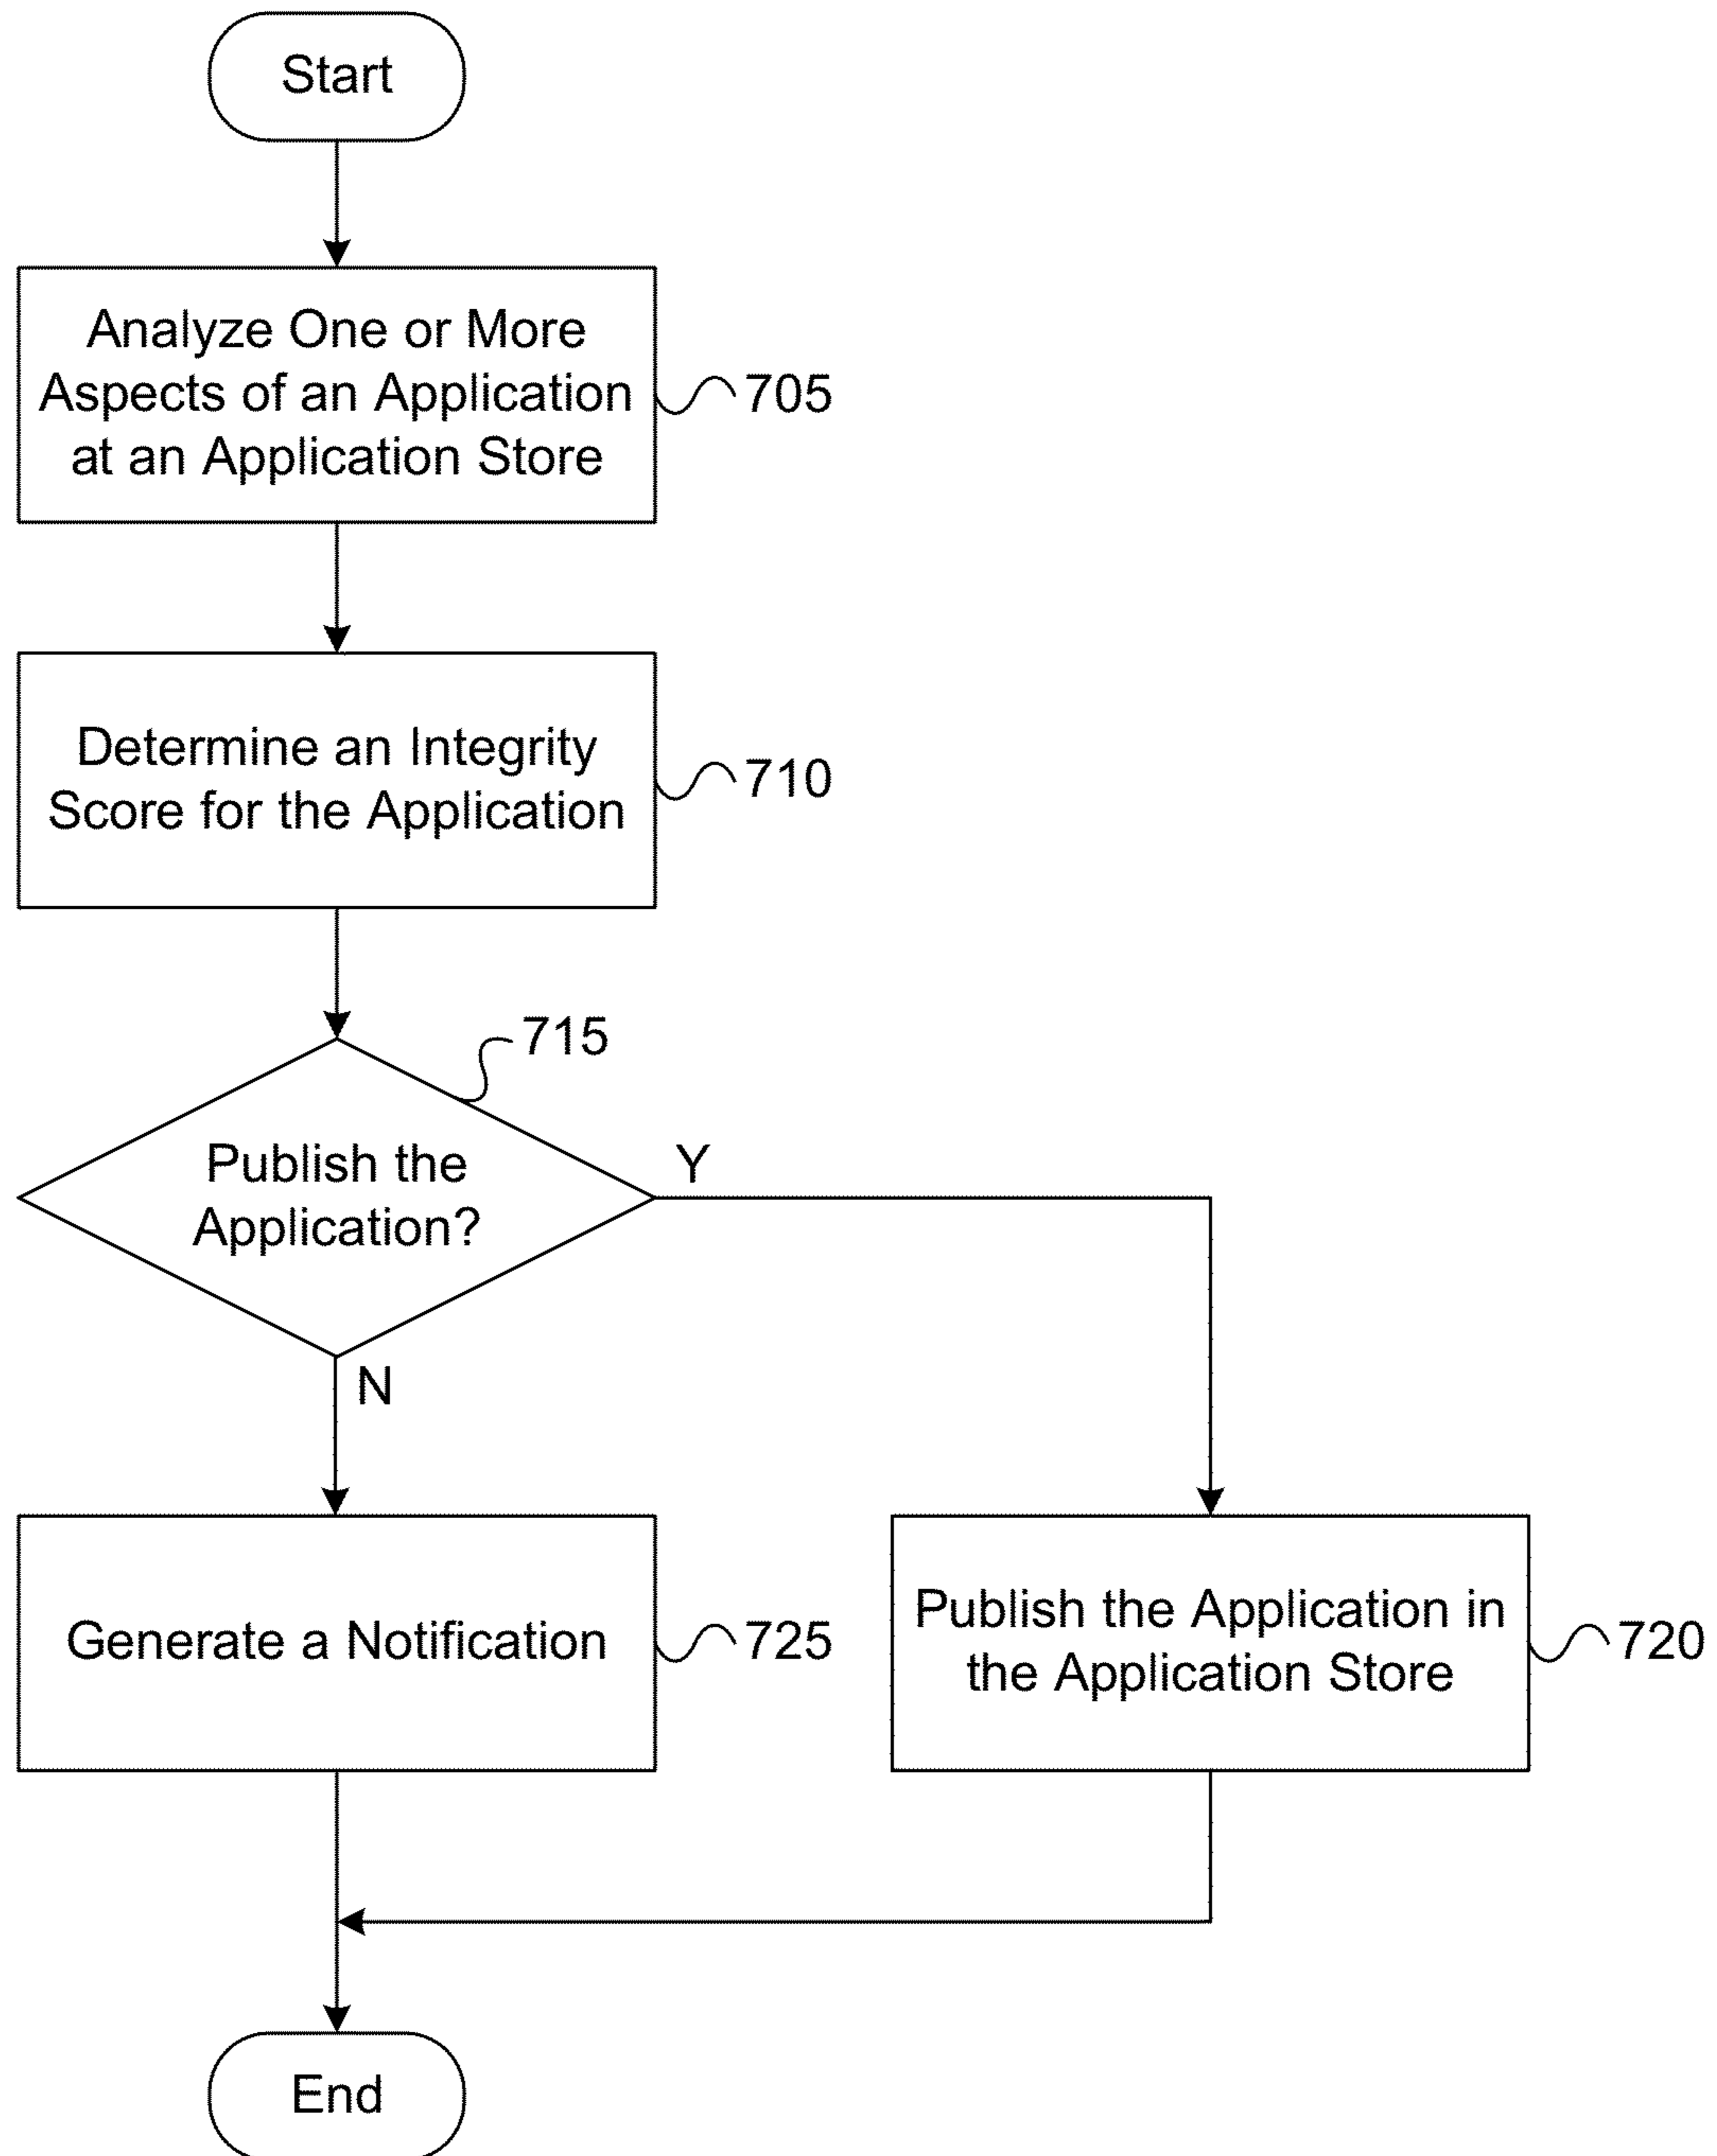 Start
Analyze One or More
Aspects of an Application
at an Application Store
705
Determine an Integrity
Score for the Application
710
715
Publish the
Application?
Y
N
Generate a Notification
725
Publish the Application in
the Application Store
720
End